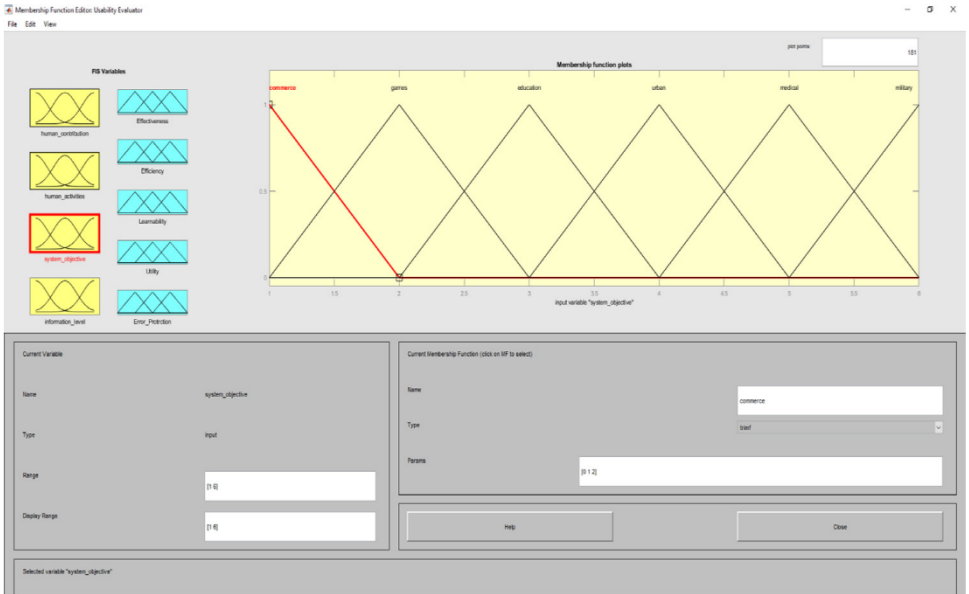 Membership Function Editor: Usability Evaluator
File Edit View
FIS Variables
human_contribution
human_activities
system_objective
information_level
Effectiveness
Efficiency
Learnability
Utility
Error_Protrction
plot points:
181
Membership function plots
commerce games education urban medical military
1
0.5
0
1 1.5 2 2.5 3 3.5 4 4.5 5 5.5 6
input variable "system_objective"
Current Variable
Name system_objective
Type input
Range [1 6]
Display Range [1 6]
Current Membership Function (click on MF to select)
Name commerce
Type trimf
Params [0 1 2]
Help Close
Selected variable "system_objective"